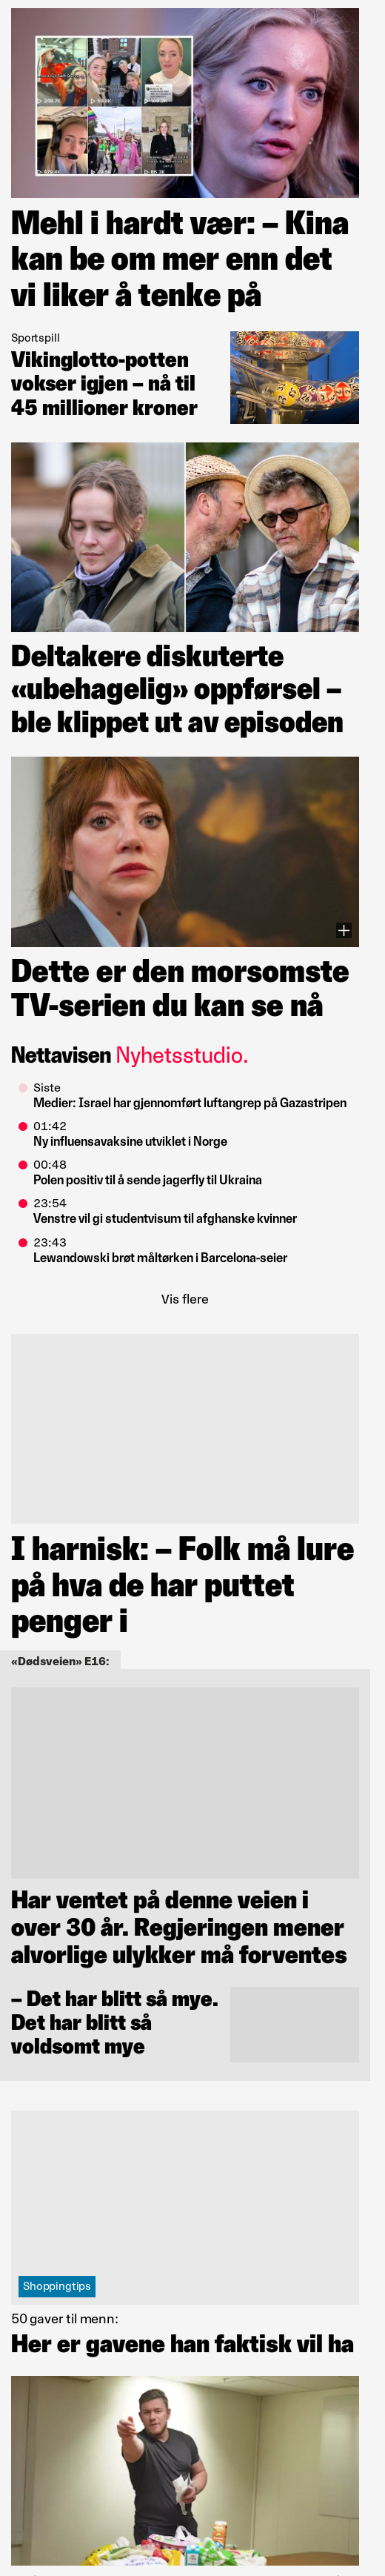 Mehl i hardt vær: – Kina
kan be om mer enn det
vi liker å tenke på
Sportspill
Vikinglotto-potten
vokser igjen – nå til
45 millioner kroner
Deltakere diskuterte
«ubehagelig» oppførsel –
ble klippet ut av episoden
Dette er den morsomste
TV-serien du kan se nå
Nettavisen Nyhetsstudio.
Siste
Medier: Israel har gjennomført luftangrep på Gazastripen
01:42
Ny influensavaksine utviklet i Norge
00:48
Polen positiv til å sende jagerfly til Ukraina
23:54
Venstre vil gi studentvisum til afghanske kvinner
23:43
Lewandowski brøt måltørken i Barcelona-seier
Vis flere
I harnisk: – Folk må lure
på hva de har puttet
penger i
«Dødsveien» E16:
Har ventet på denne veien i
over 30 år. Regjeringen mener
alvorlige ulykker må forventes
– Det har blitt så mye.
Det har blitt så
voldsomt mye
Shoppingtips
50 gaver til menn:
Her er gavene han faktisk vil ha